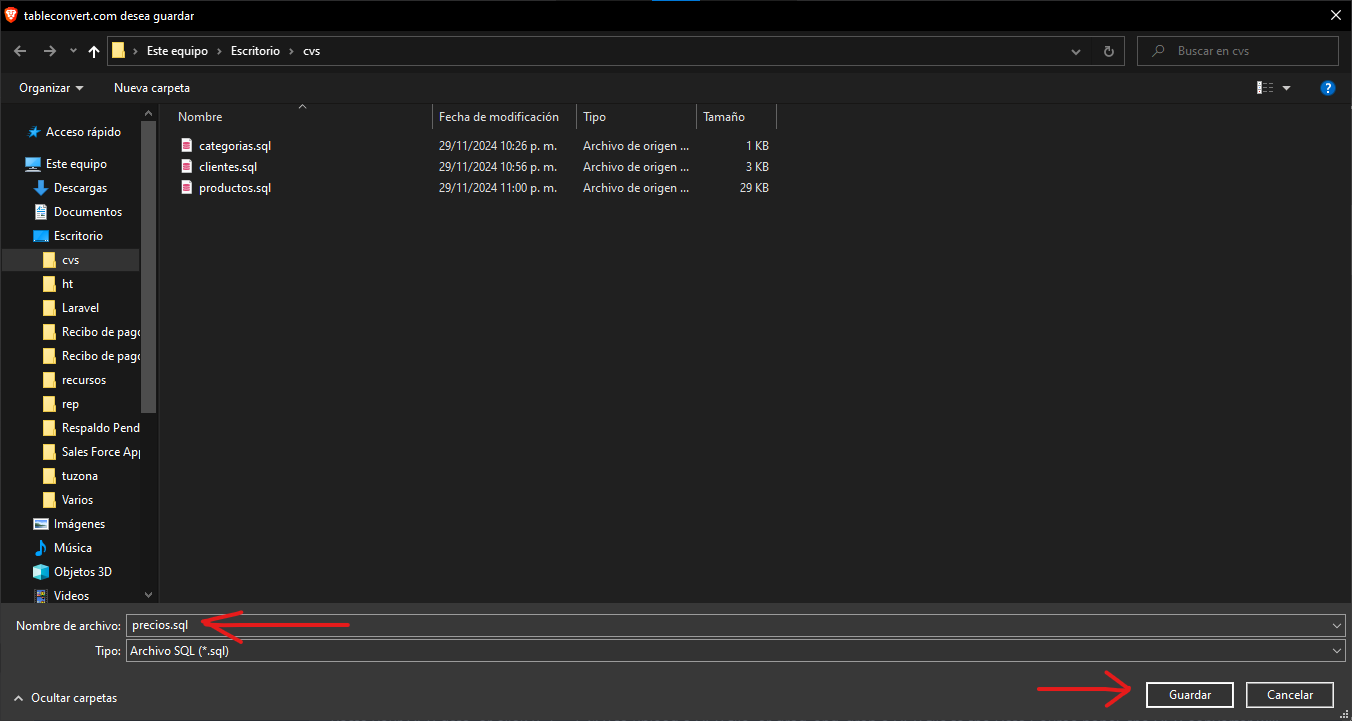 tableconvert.com desea guardar
Este equipo › Escritorio › cvs
Buscar en cvs
Organizar
Nueva carpeta
Nombre Fecha de modificación Tipo Tamaño
categorias.sql 29/11/2024 10:26 p. m. Archivo de origen ... 1 KB
clientes.sql 29/11/2024 10:56 p. m. Archivo de origen ... 3 KB
productos.sql 29/11/2024 11:00 p. m. Archivo de origen ... 29 KB
Acceso rápido
Este equipo
Descargas
Documentos
Escritorio
cvs
ht
Laravel
Recibo de pago
Recibo de pago
recursos
rep
Respaldo Pend
Sales Force App
tuzona
Varios
Imágenes
Música
Objetos 3D
Videos
Nombre de archivo: precios.sql
Tipo: Archivo SQL (*.sql)
Ocultar carpetas
Guardar
Cancelar